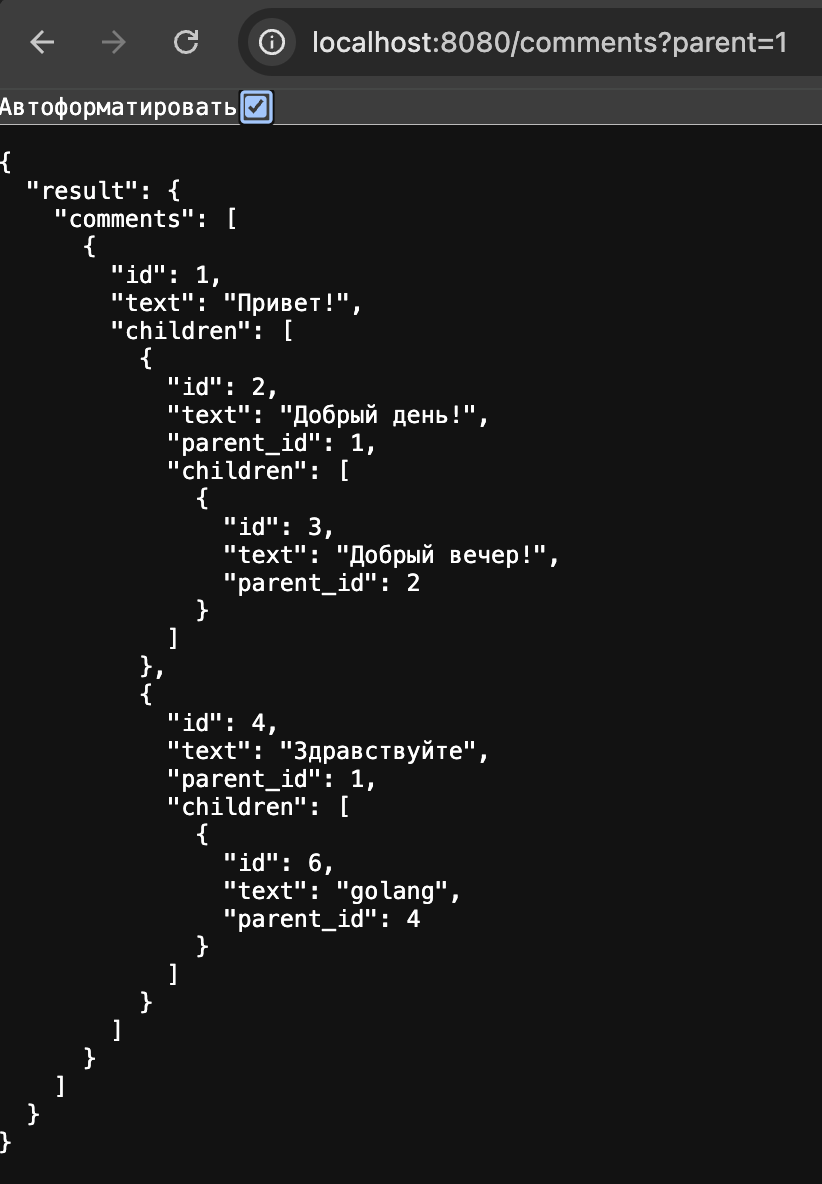 localhost:8080/comments?parent=1
Автоформатировать
{
  "result": {
    "comments": [
      {
        "id": 1,
        "text": "Привет!",
        "children": [
          {
            "id": 2,
            "text": "Добрый день!",
            "parent_id": 1,
            "children": [
              {
                "id": 3,
                "text": "Добрый вечер!",
                "parent_id": 2
              }
            ]
          },
          {
            "id": 4,
            "text": "Здравствуйте",
            "parent_id": 1,
            "children": [
              {
                "id": 6,
                "text": "golang",
                "parent_id": 4
              }
            ]
          }
        ]
      }
    ]
  }
}